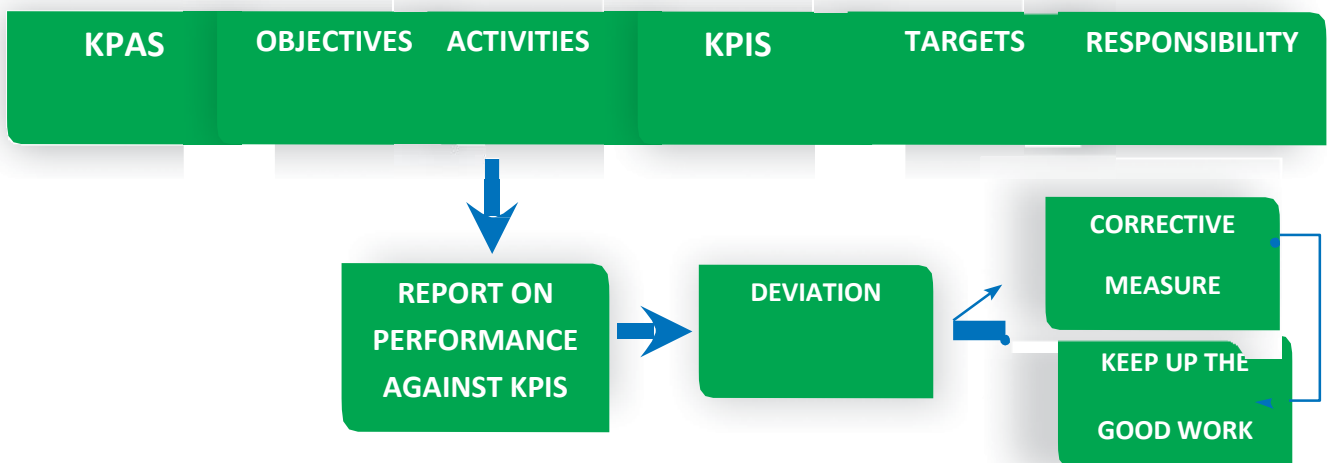 KPAS OBJECTIVES ACTIVITIES KPIS TARGETS RESPONSIBILITY
REPORT ON
PERFORMANCE
AGAINST KPIS
DEVIATION
CORRECTIVE
MEASURE
KEEP UP THE
GOOD WORK